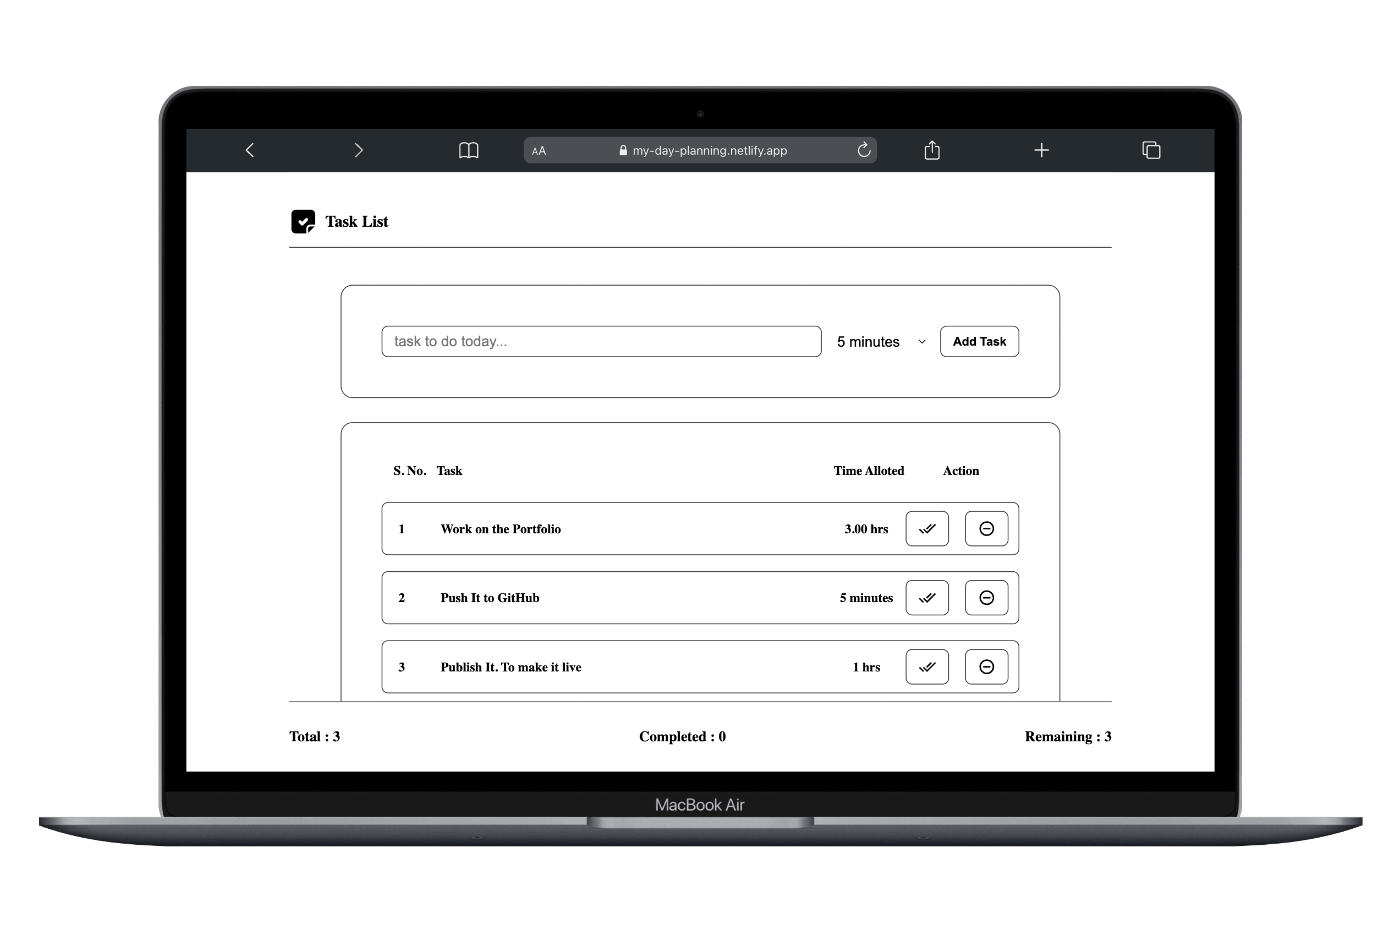 AA my-day-planning.netlify.app
Task List
task to do today... 5 minutes Add Task
S. No. Task Time Alloted Action
1 Work on the Portfolio 3.00 hrs
2 Push It to GitHub 5 minutes
3 Publish It. To make it live 1 hrs
Total : 3 Completed : 0 Remaining : 3
MacBook Air